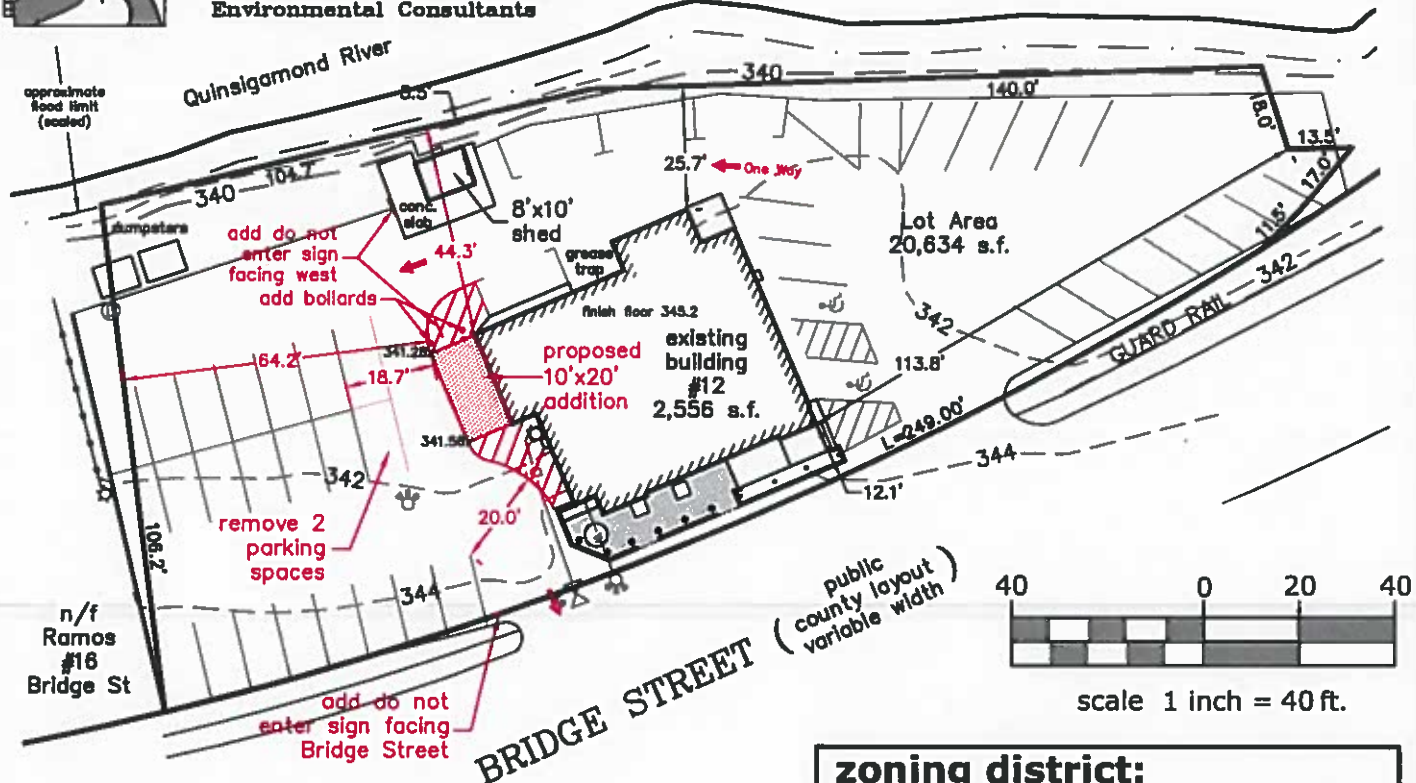 Environmental Consultants
Quinsigamond River
approximate
flood limit
(scaled)
8.5'
340
140.0'
18.0'
13.5'
17.0'
11.5'
340
104.7'
25.7'
One Way
dumpsters
conc.
slab
8'x10'
shed
Lot Area
20,634 s.f.
add do not
enter sign
facing west
44.3'
grease
trap
add bollards
finish floor 345.2
342
342
GUARD RAIL
existing
building
#12
2,556 s.f.
proposed
10'x20'
addition
341.28
64.2'
18.7'
113.8'
341.56
L=249.00'
344
12.1'
342
remove 2
parking
spaces
20.0'
106.2'
344
n/f
Ramos
#16
Bridge St
public
county layout
variable width
BRIDGE STREET
add do not
enter sign facing
Bridge Street
40 0 20 40
scale 1 inch = 40 ft.
zoning district: